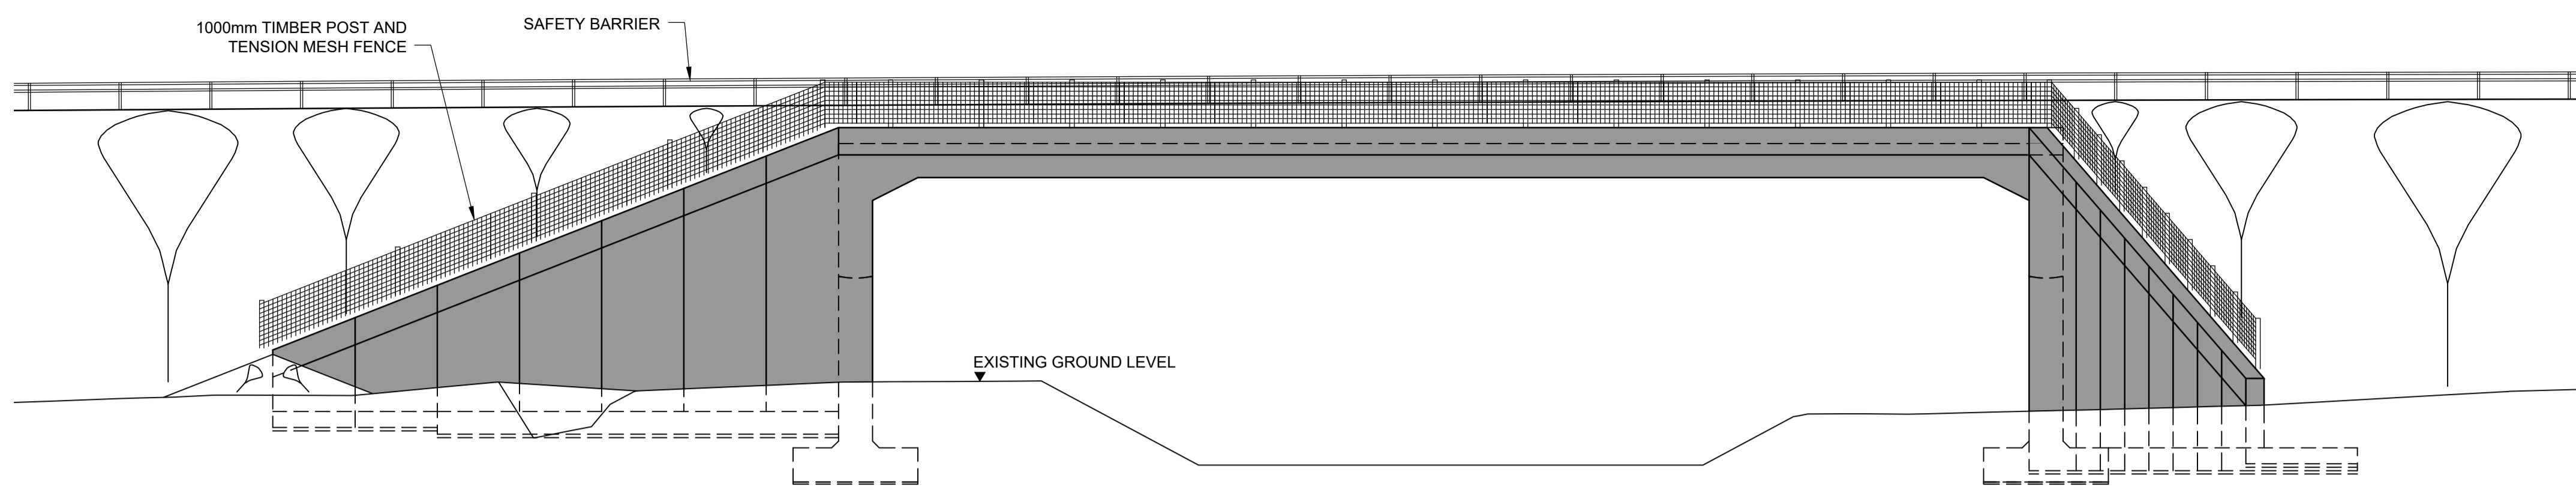 1000mm TIMBER POST AND
TENSION MESH FENCE
SAFETY BARRIER
EXISTING GROUND LEVEL